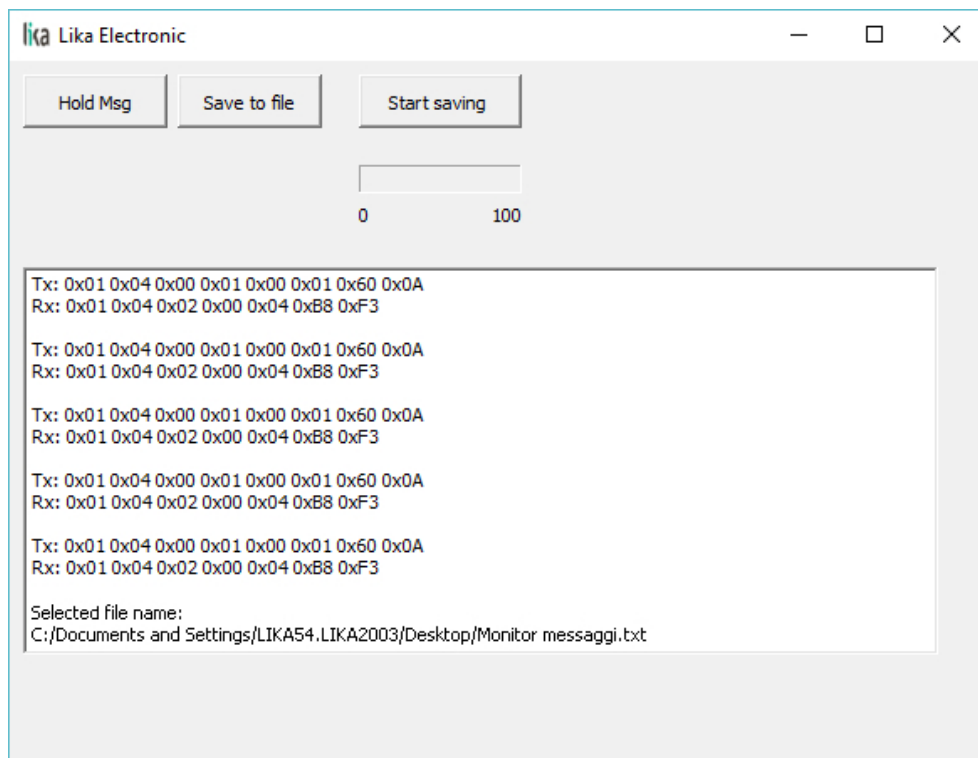 lika Lika Electronic
Hold Msg Save to file Start saving
0 100
Tx: 0x01 0x04 0x00 0x01 0x00 0x01 0x60 0x0A
Rx: 0x01 0x04 0x02 0x00 0x04 0xB8 0xF3
Tx: 0x01 0x04 0x00 0x01 0x00 0x01 0x60 0x0A
Rx: 0x01 0x04 0x02 0x00 0x04 0xB8 0xF3
Tx: 0x01 0x04 0x00 0x01 0x00 0x01 0x60 0x0A
Rx: 0x01 0x04 0x02 0x00 0x04 0xB8 0xF3
Tx: 0x01 0x04 0x00 0x01 0x00 0x01 0x60 0x0A
Rx: 0x01 0x04 0x02 0x00 0x04 0xB8 0xF3
Tx: 0x01 0x04 0x00 0x01 0x00 0x01 0x60 0x0A
Rx: 0x01 0x04 0x02 0x00 0x04 0xB8 0xF3
Selected file name:
C:/Documents and Settings/LIKA54.LIKA2003/Desktop/Monitor messaggi.txt